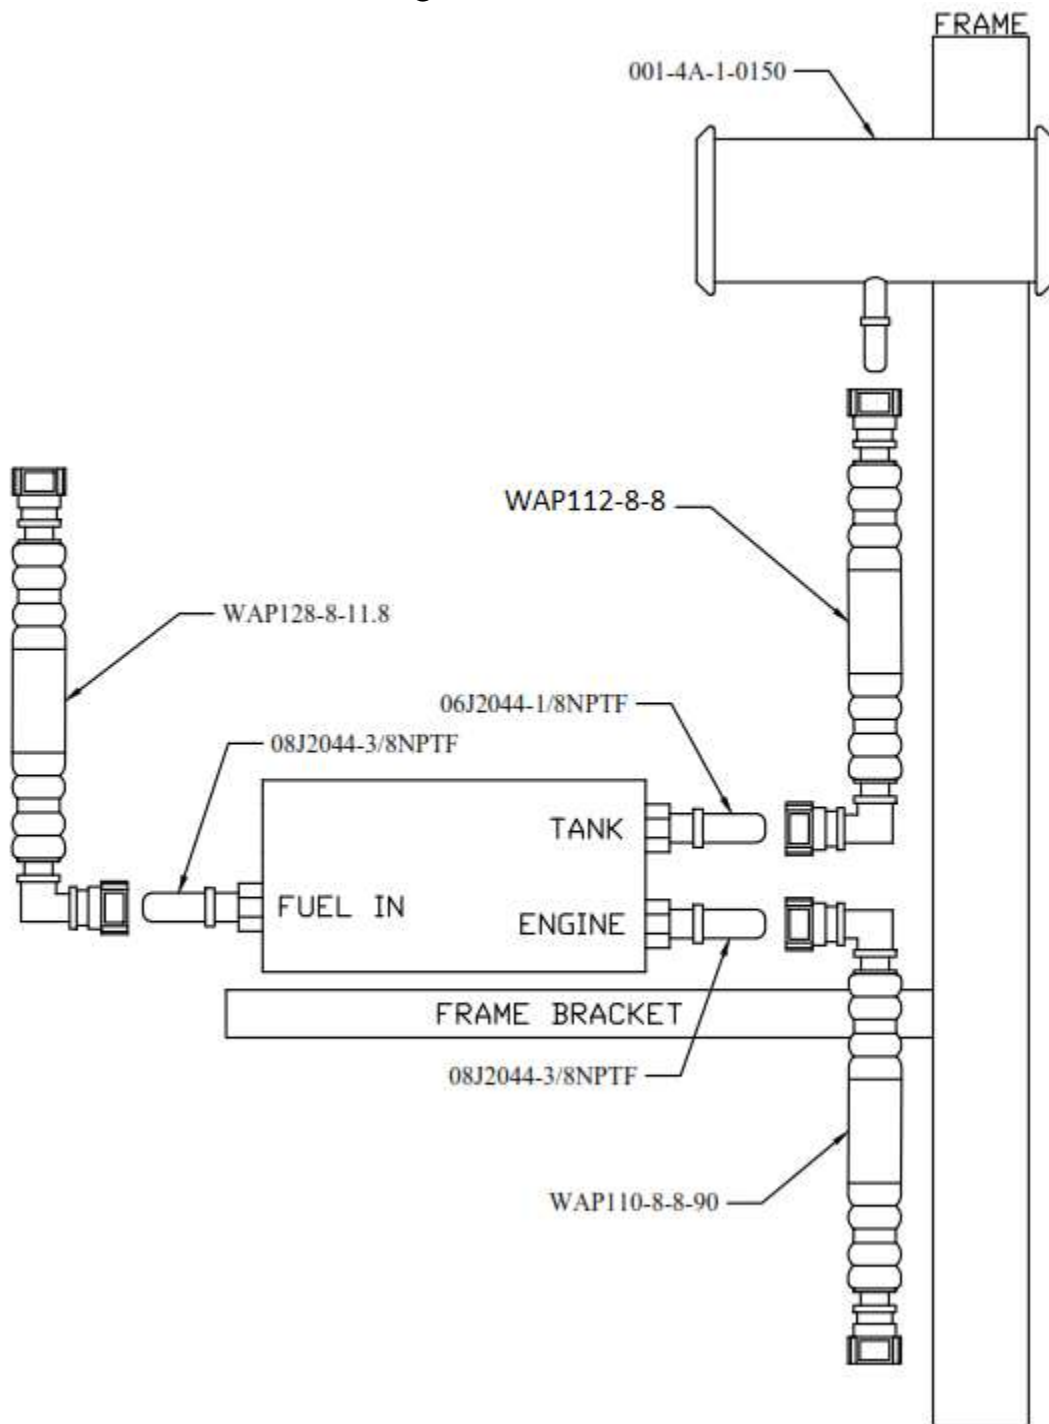 FRAME
001-4A-1-0150
WAP112-8-8
WAP128-8-11.8
06J2044-1/8NPTF
08J2044-3/8NPTF
TANK
FUEL IN
ENGINE
FRAME BRACKET
08J2044-3/8NPTF
WAP110-8-8-90